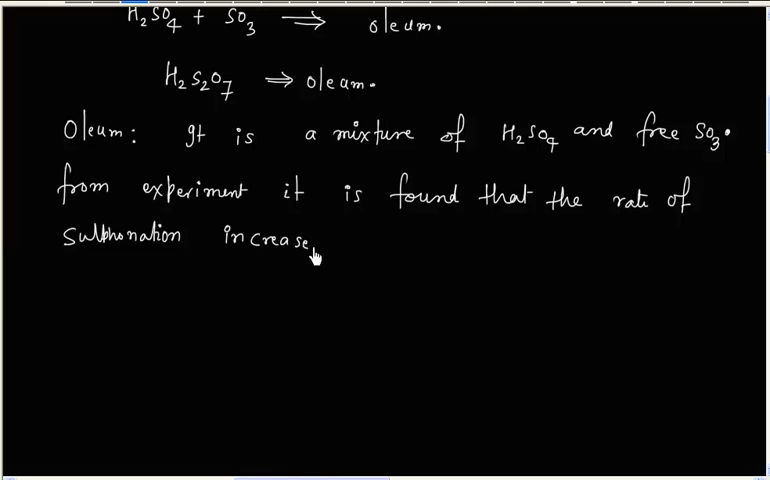 H₂SO₄ + SO₃ ⟹ oleum.
H₂S₂O₇ ⟹ oleam.
Oleum: It is a mixture of H₂SO₄ and free SO₃.
from experiment it is found that the rate of
Sulphonation increase